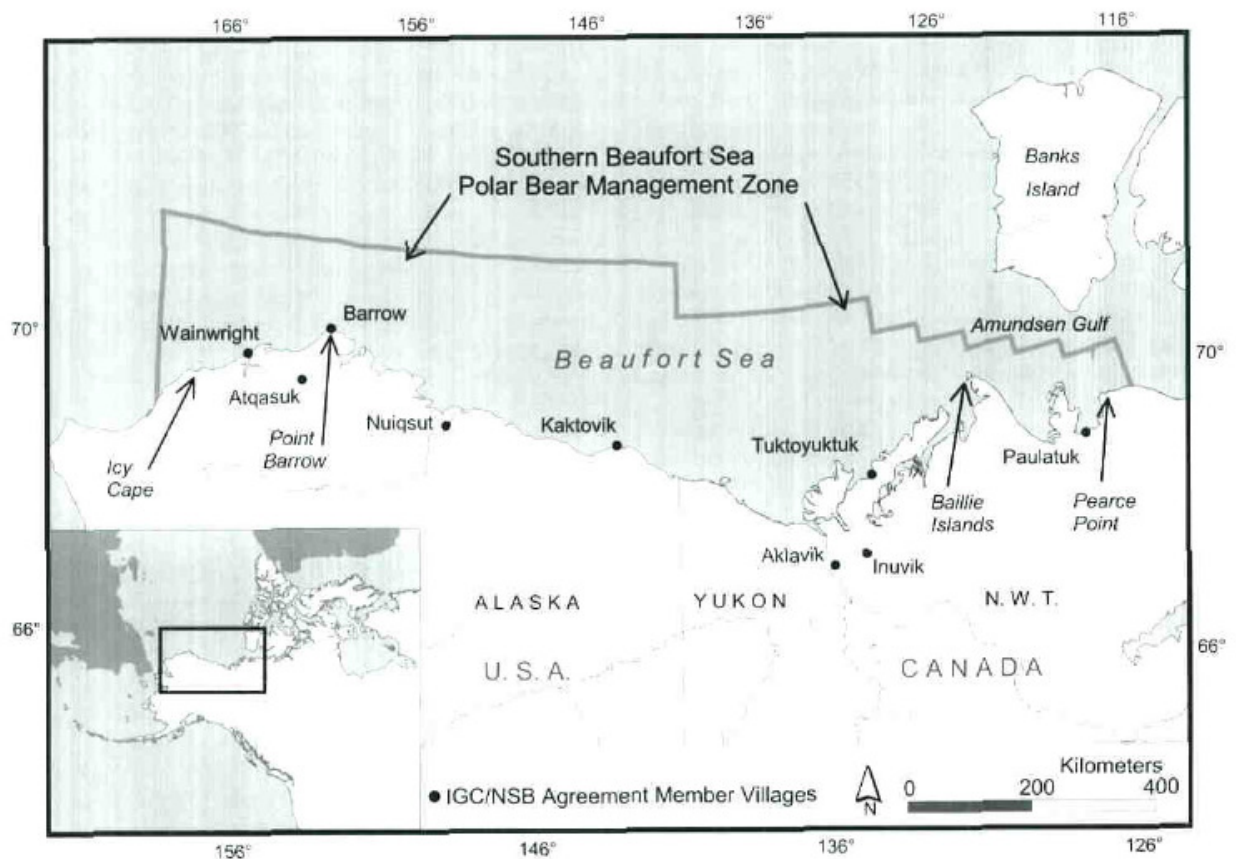 166°
156°
146°
136°
126°
116°
Southern Beaufort Sea
Polar Bear Management Zone
Banks
Island
70°
Wainwright
Barrow
Amundsen Gulf
70°
Beaufort Sea
Atqasuk
Nuiqsut
Kaktovik
Point
Barrow
Icy
Cape
Tuktoyuktuk
Paulatuk
Baillie
Islands
Pearce
Point
Aklavik
Inuvik
ALASKA
YUKON
N.W.T.
66°
66°
U.S.A.
CANADA
Kilometers
IGC/NSB Agreement Member Villages
N
0
200
400
156°
146°
136°
126°